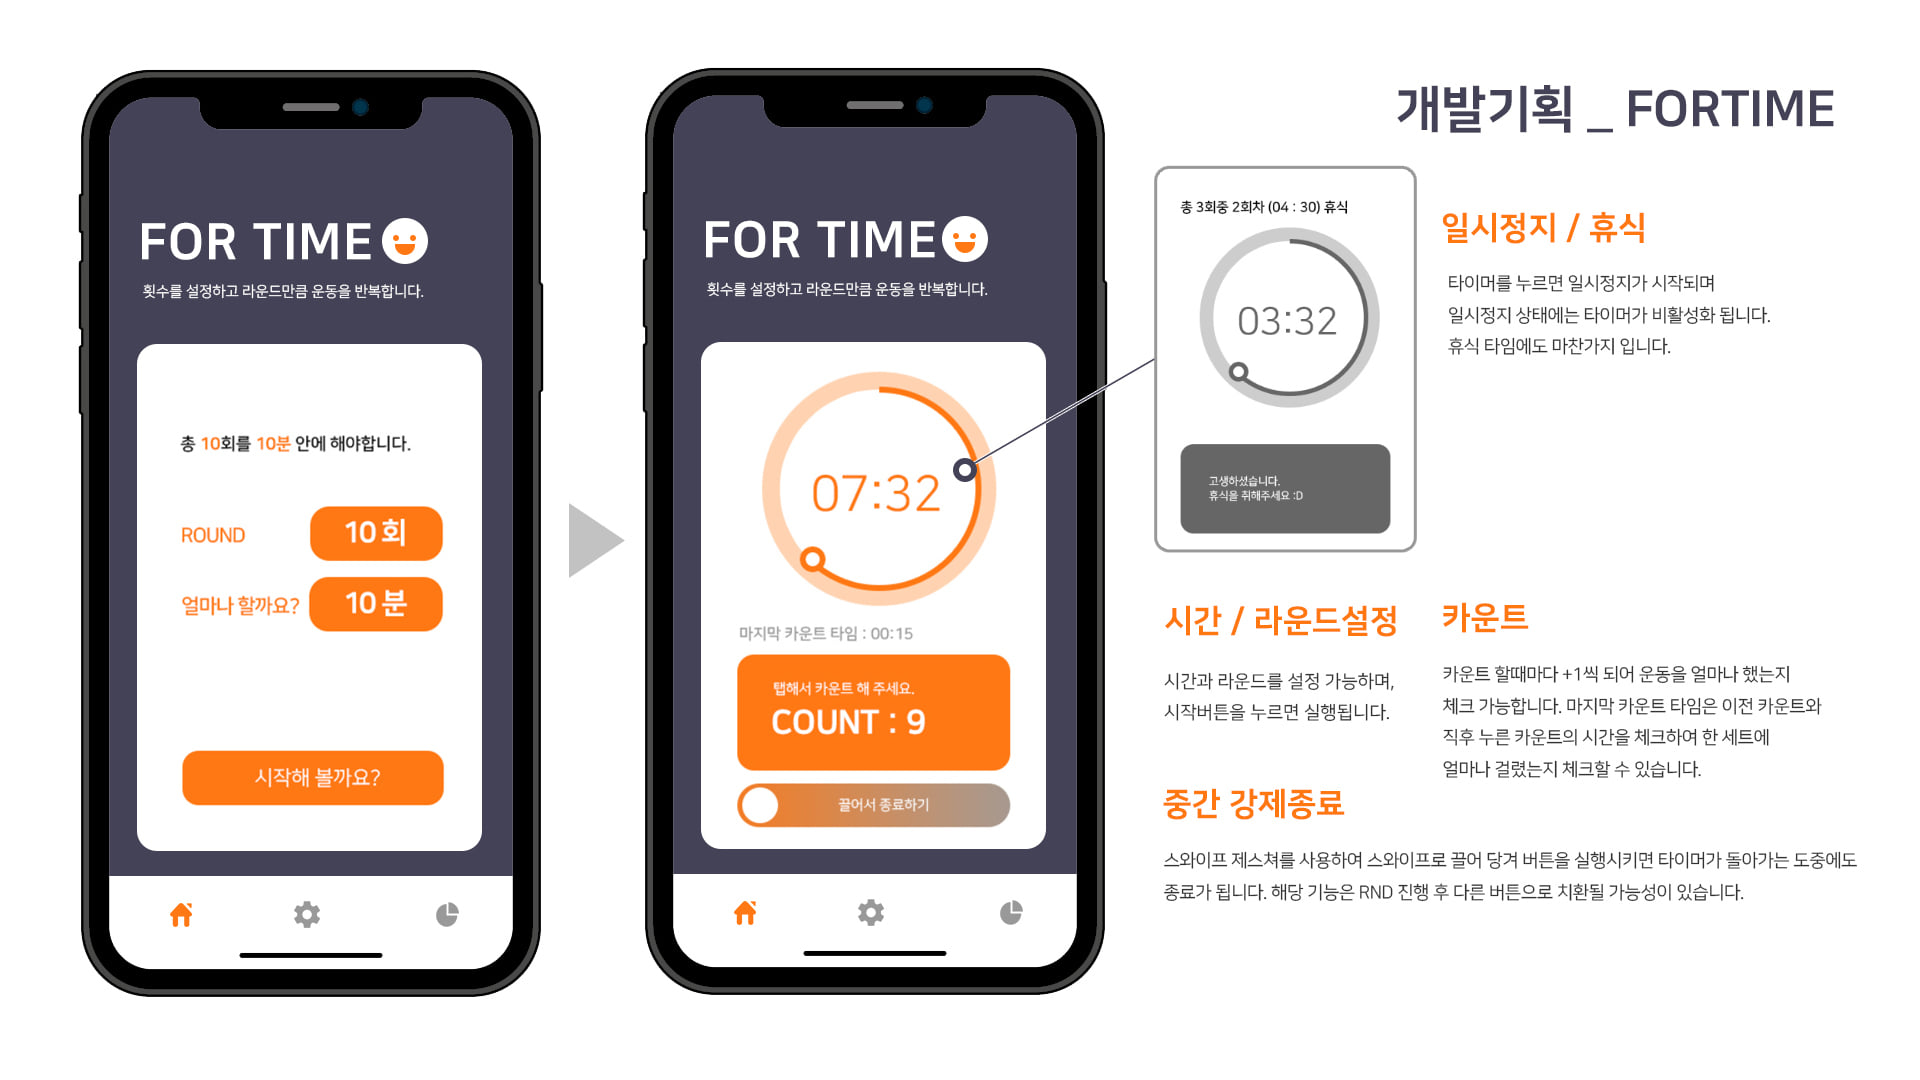 개발기획 _ FORTIME
FOR TIME
횟수를 설정하고 라운드만큼 운동을 반복합니다.
총 10회를 10분 안에 해야합니다.
ROUND
10 회
얼마나 할까요?
10 분
시작해 볼까요?
FOR TIME
횟수를 설정하고 라운드만큼 운동을 반복합니다.
07:32
마지막 카운트 타임 : 00:15
탭해서 카운트 해 주세요.
COUNT : 9
끌어서 종료하기
총 3회중 2회차 (04 : 30) 휴식
03:32
고생하셨습니다.
휴식을 취해주세요 :D
일시정지 / 휴식
타이머를 누르면 일시정지가 시작되며
일시정지 상태에는 타이머가 비활성화 됩니다.
휴식 타임에도 마찬가지 입니다.
시간 / 라운드설정
시간과 라운드를 설정 가능하며,
시작버튼을 누르면 실행됩니다.
카운트
카운트 할때마다 +1씩 되어 운동을 얼마나 했는지
체크 가능합니다. 마지막 카운트 타임은 이전 카운트와
직후 누른 카운트의 시간을 체크하여 한 세트에
얼마나 걸렸는지 체크할 수 있습니다.
중간 강제종료
스와이프 제스쳐를 사용하여 스와이프로 끌어 당겨 버튼을 실행시키면 타이머가 돌아가는 도중에도
종료가 됩니다. 해당 기능은 RND 진행 후 다른 버튼으로 치환될 가능성이 있습니다.